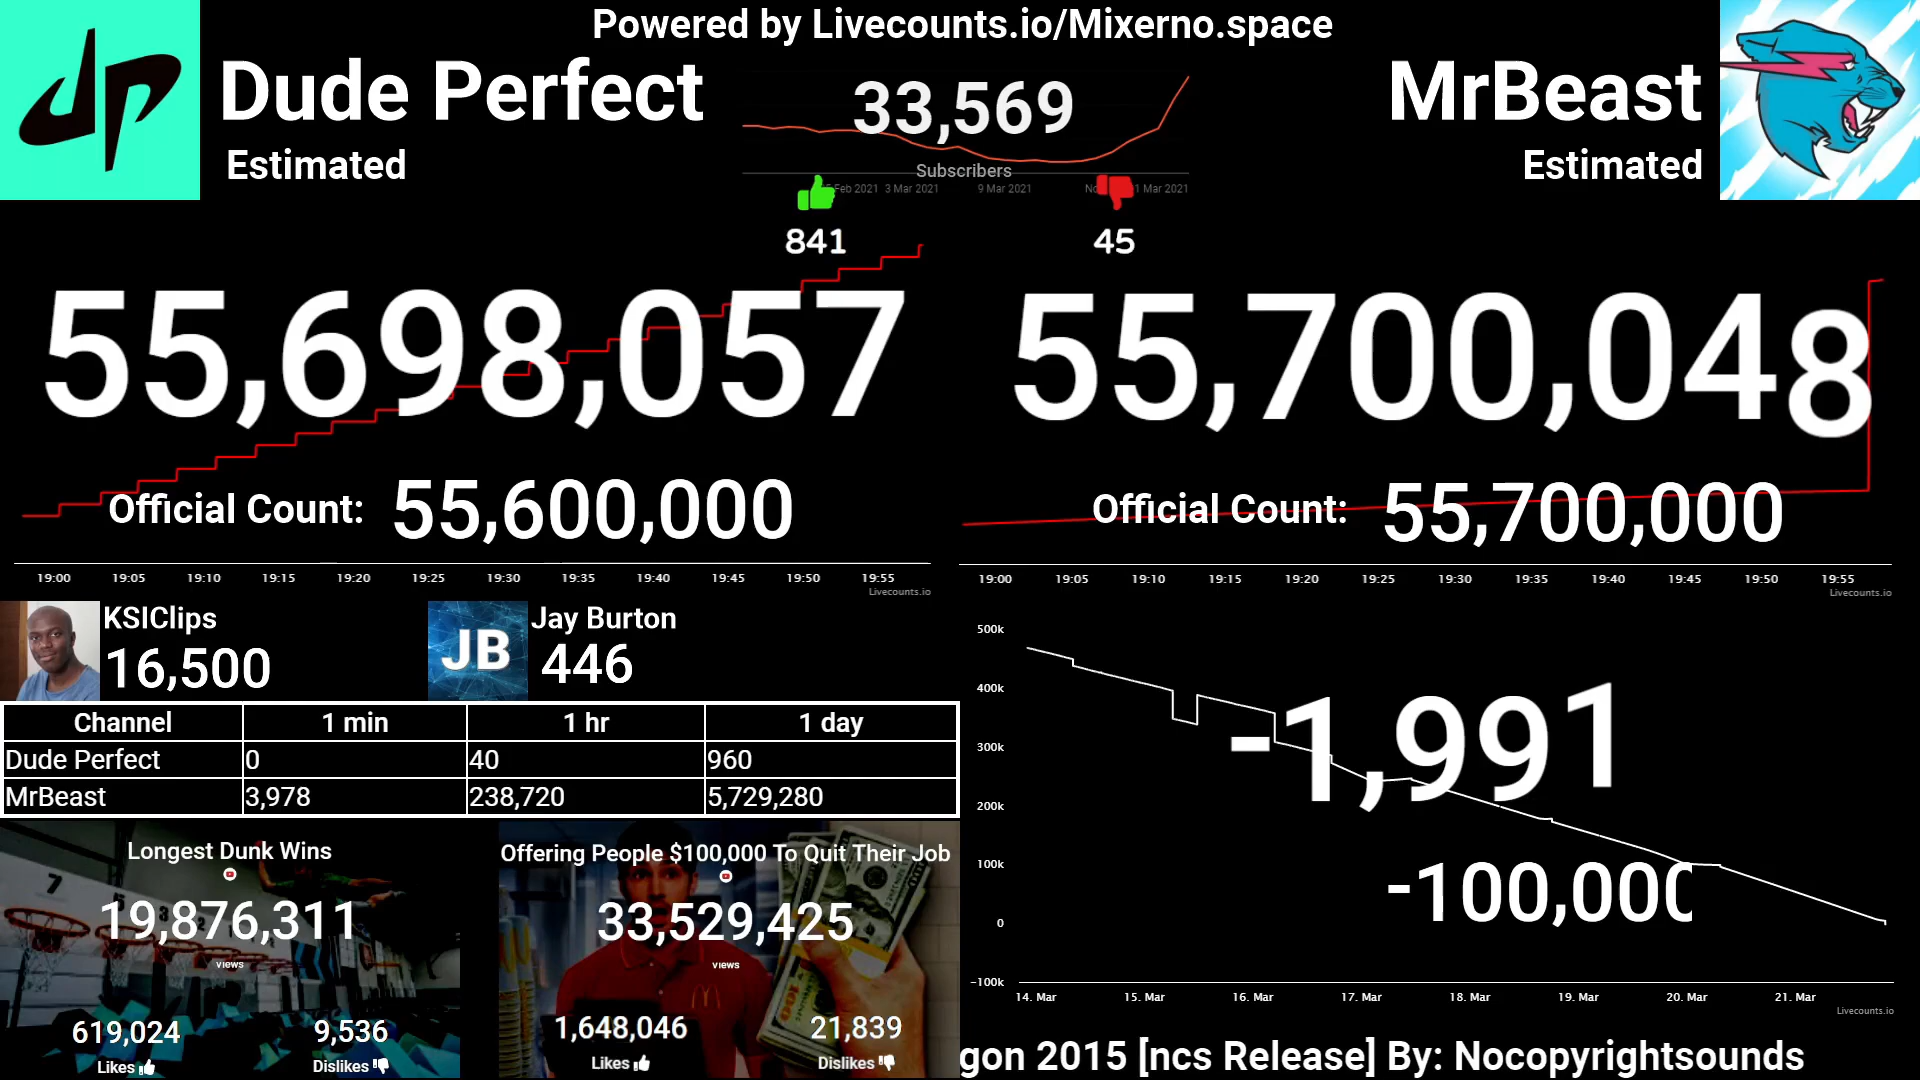 Powered by Livecounts.io/Mixerno.space
dp
Dude Perfect
Estimated
33,569
Subscribers
Feb 2021
3 Mar 2021
9 Mar 2021
1 Mar 2021
841
45
MrBeast
Estimated
55,698,057
Official Count: 55,600,000
19:00 19:05 19:10 19:15 19:20 19:25 19:30 19:35 19:40 19:45 19:50 19:55
Livecounts.io
55,700,048
Official Count: 55,700,000
19:00 19:05 19:10 19:15 19:20 19:25 19:30 19:35 19:40 19:45 19:50 19:55
Livecounts.io
KSIClips
16,500
JB
Jay Burton
446
Channel 1 min 1 hr 1 day
Dude Perfect 0 40 960
MrBeast 3,978 238,720 5,729,280
Longest Dunk Wins
7
19,876,311
views
619,024
Likes
9,536
Dislikes
Offering People $100,000 To Quit Their Job
33,529,425
views
1,648,046
Likes
21,839
Dislikes
500k
400k
300k
200k
100k
0
-100k
-1,991
-100,000
14. Mar 15. Mar 16. Mar 17. Mar 18. Mar 19. Mar 20. Mar 21. Mar
Livecounts.io
gon 2015 [ncs Release] By: Nocopyrightsounds